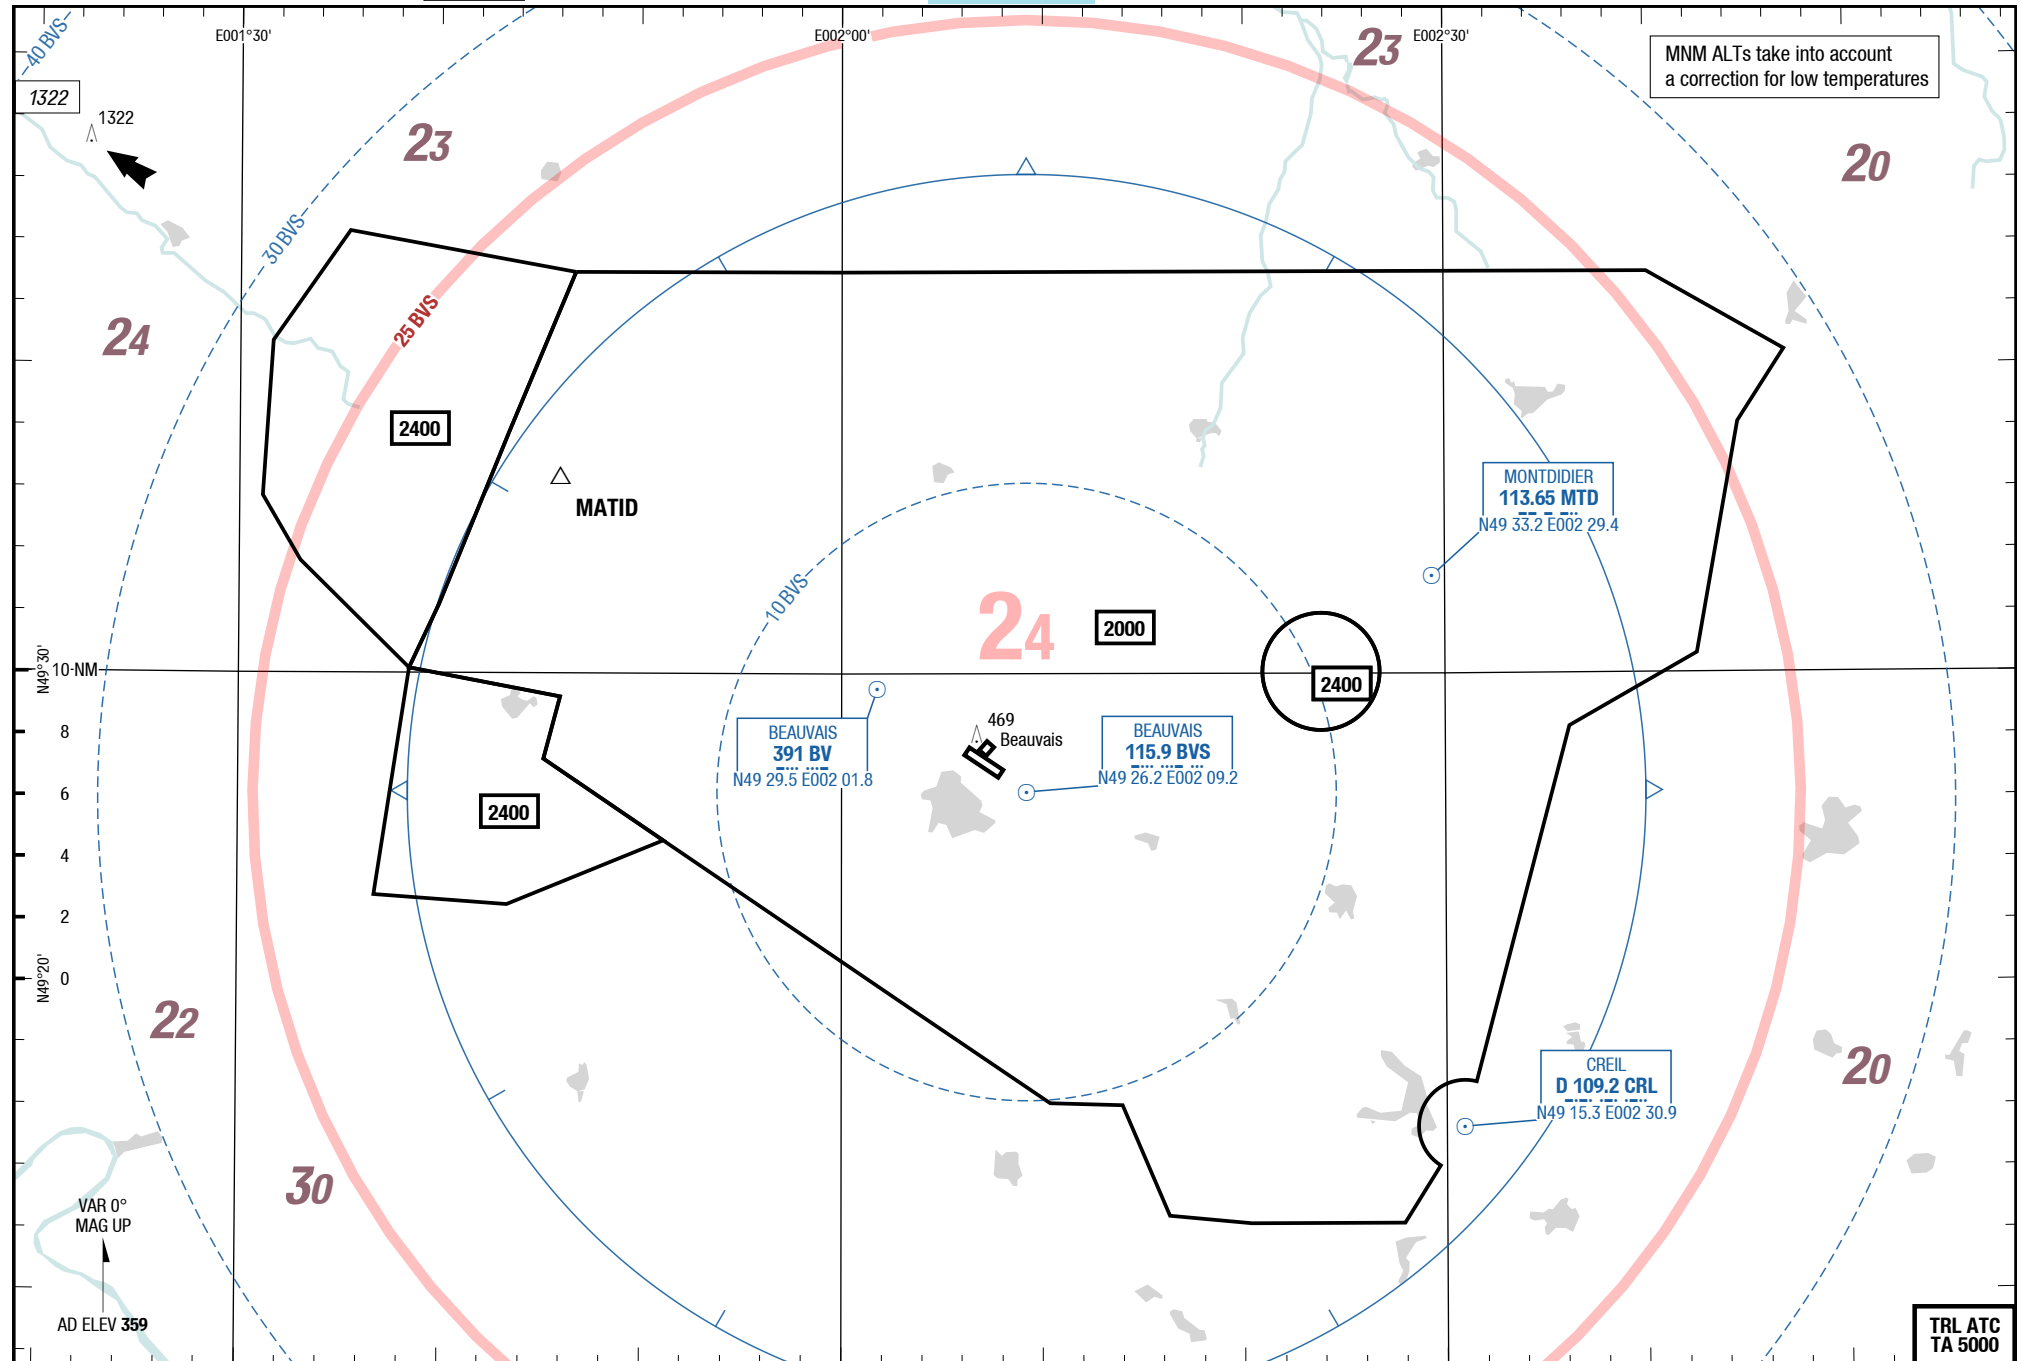 40 BVS
E001°30'
E002°00'
23
E002°30'
MNM ALTs take into account
a correction for low temperatures
1322
1322
23
20
30 BVS
24
25 BVS
2400
MATID
MONTDIDIER
113.65 MTD
N49 33.2 E002 29.4
10 BVS
24
2000
N49°30'
10-NM
2400
BEAUVAIS
391 BV
N49 29.5 E002 01.8
469
Beauvais
BEAUVAIS
115.9 BVS
N49 26.2 E002 09.2
8
6
2400
4
2
N49°20'
0
22
CREIL
D 109.2 CRL
N49 15.3 E002 30.9
20
30
VAR 0°
MAG UP
AD ELEV 359
TRL ATC
TA 5000